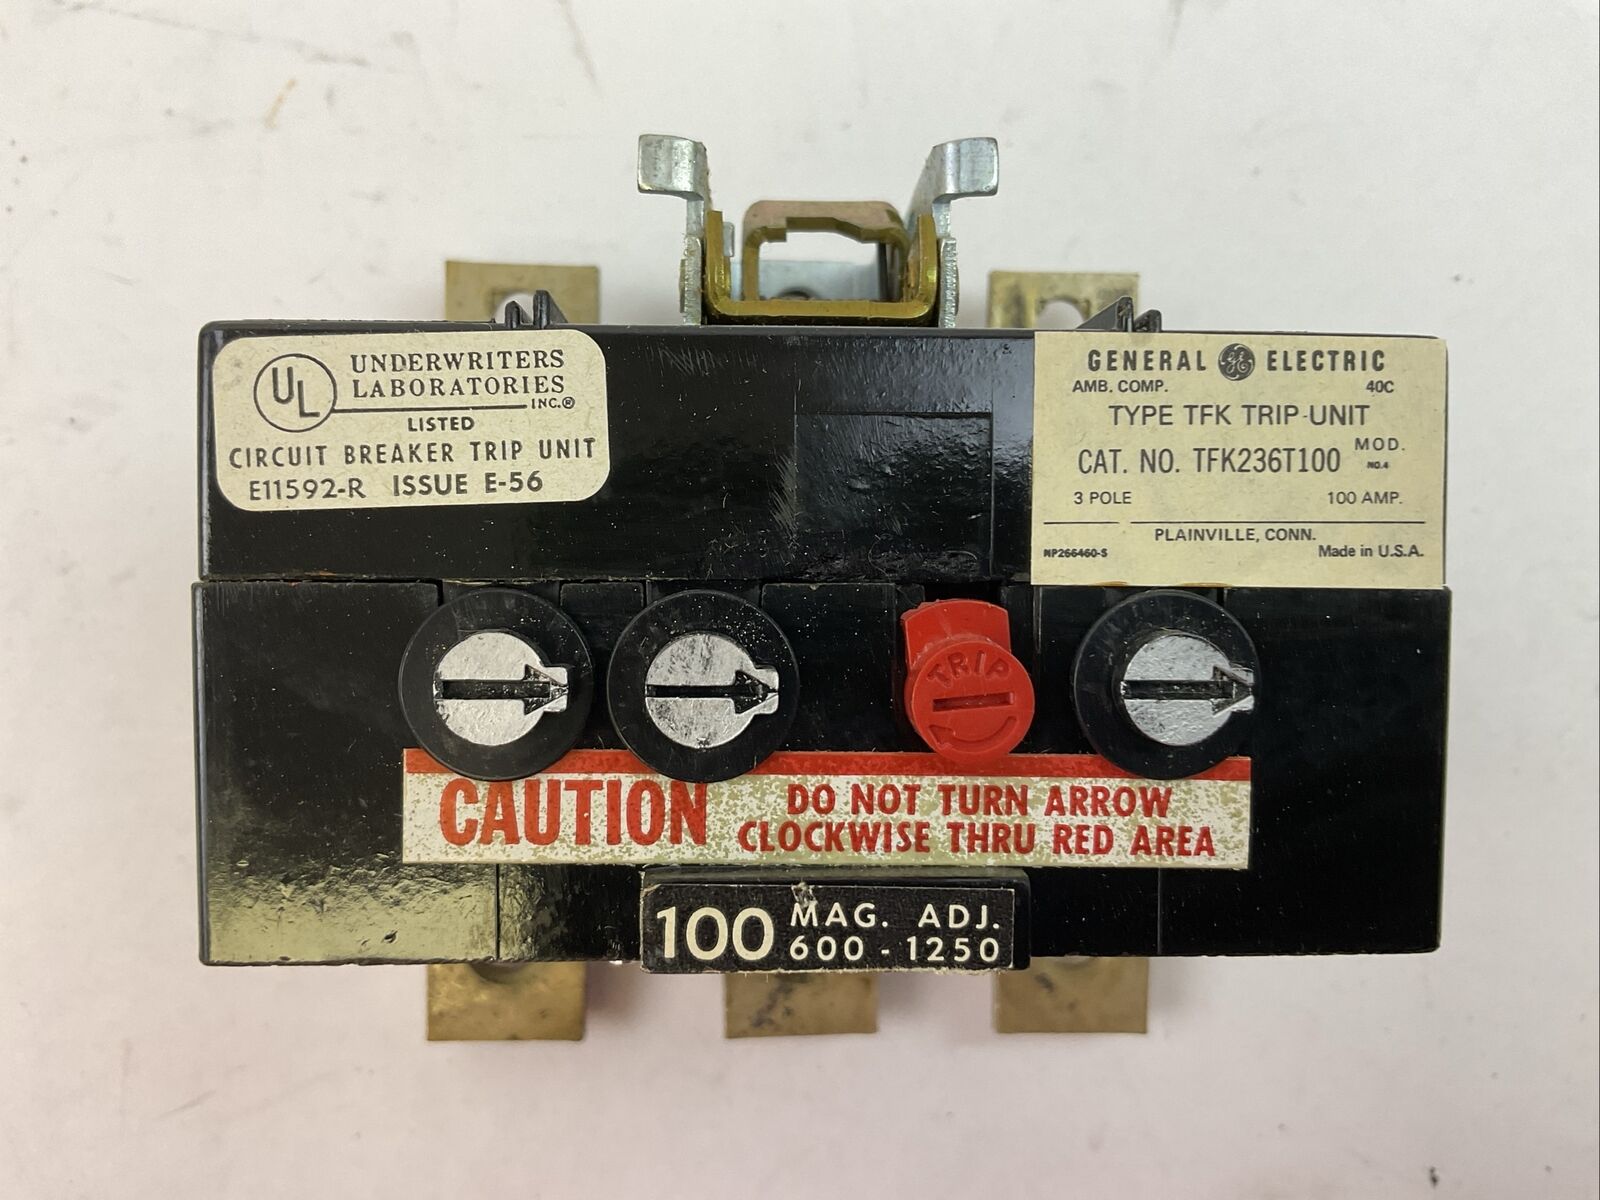 UL
UNDERWRITERS
LABORATORIES
INC.®
LISTED
CIRCUIT BREAKER TRIP UNIT
E11592-R ISSUE E-56
GENERAL GE ELECTRIC
AMB. COMP. 40C
TYPE TFK TRIP-UNIT
CAT. NO. TFK236T100 MOD.
NO.4
3 POLE 100 AMP.
PLAINVILLE, CONN.
NP266460-S Made in U.S.A.
TRIP
CAUTION DO NOT TURN ARROW
CLOCKWISE THRU RED AREA
100 MAG. ADJ.
600 - 1250